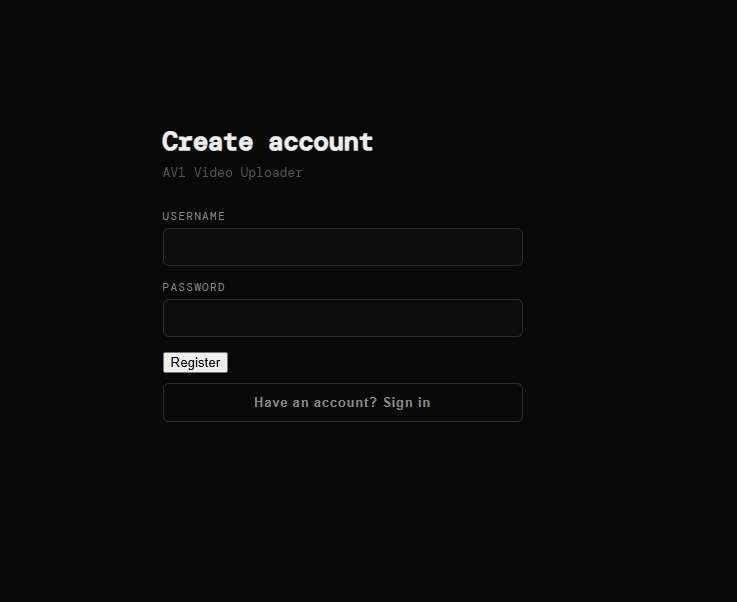 Create account
AV1 Video Uploader
USERNAME
PASSWORD
Register
Have an account? Sign in